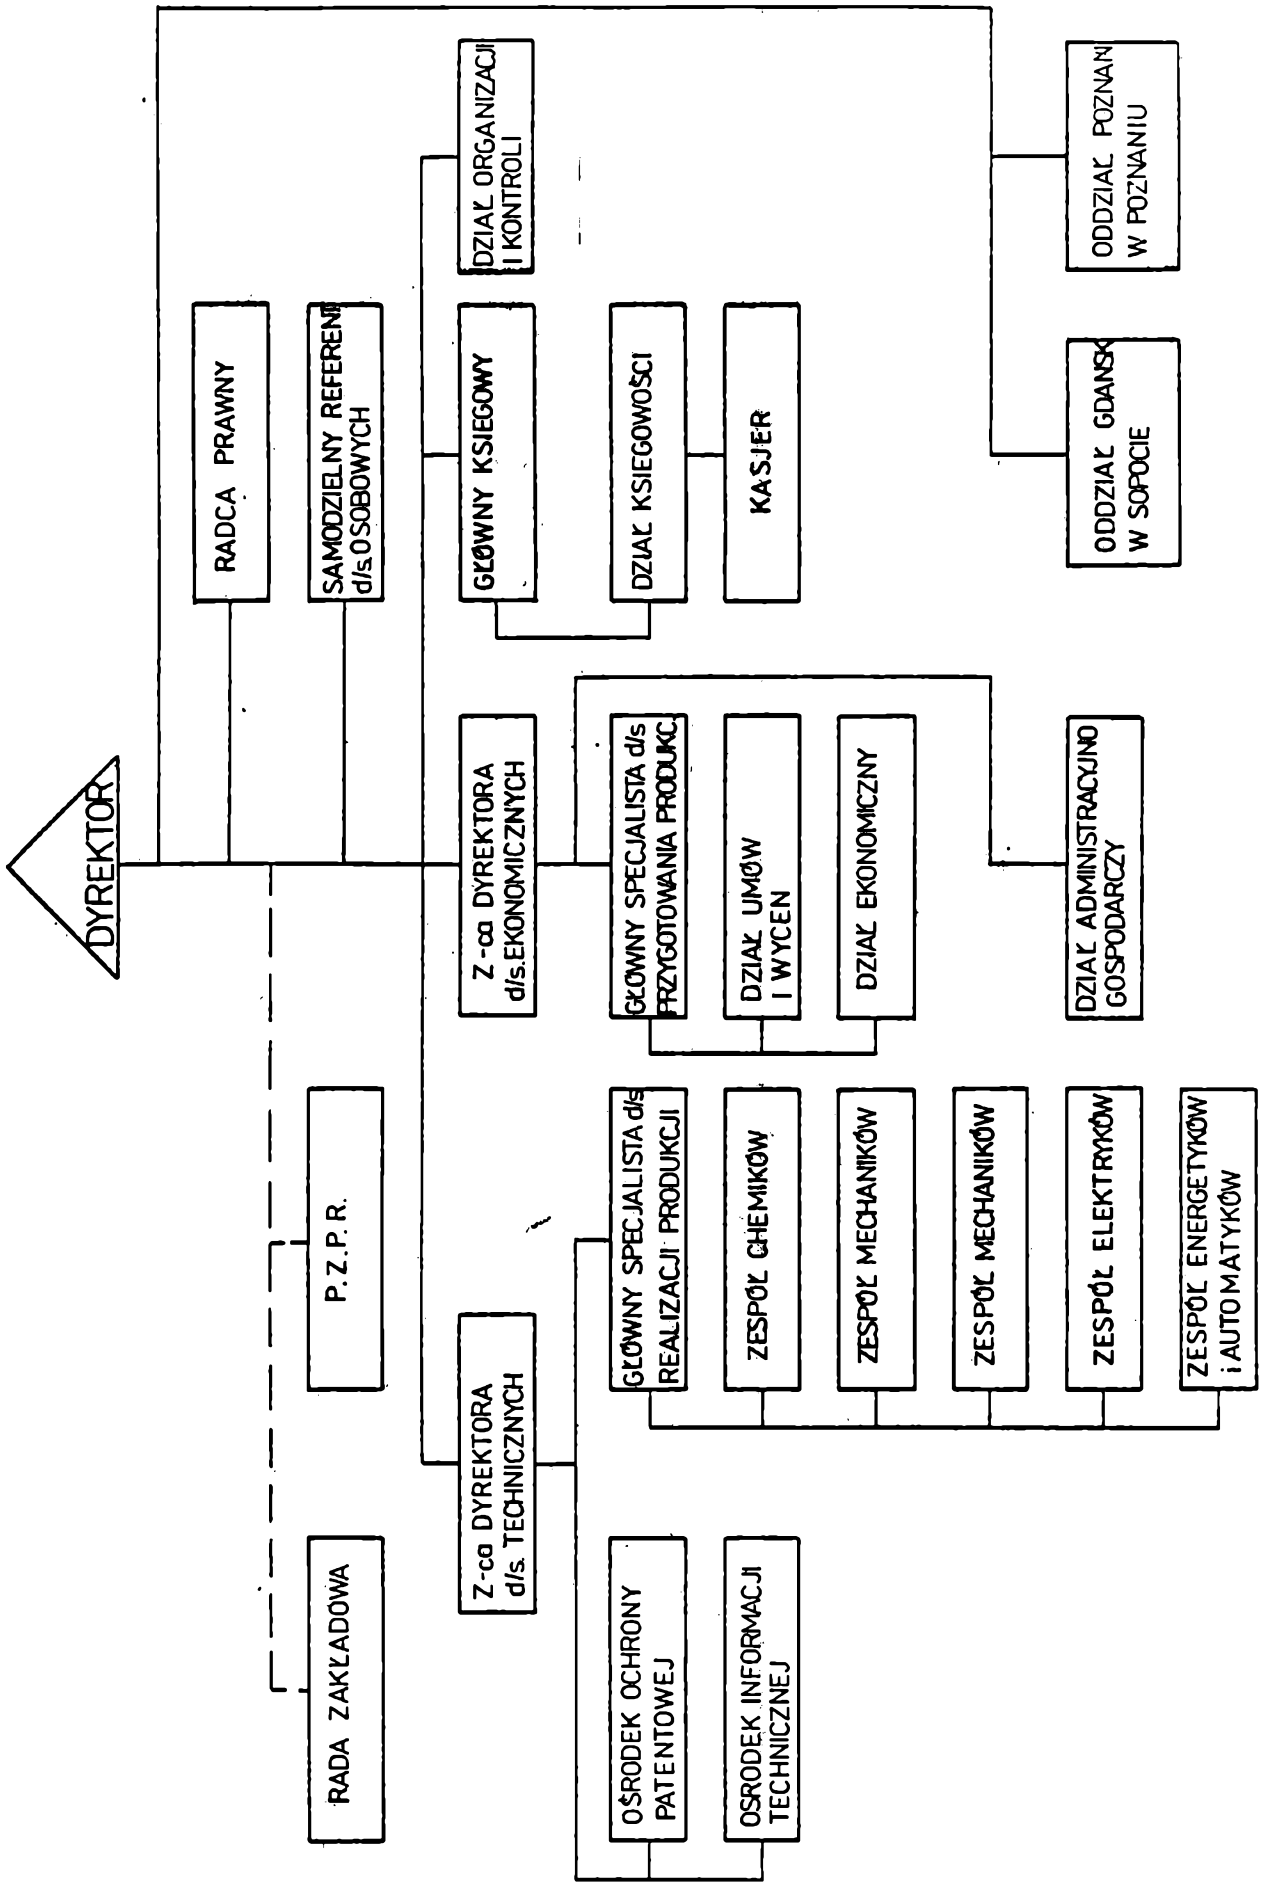 DYREKTOR
RADCA PRAWNY
SAMODZIELNY REFERENT
d/s.OSOBOWYCH
P.Z.P.R.
RADA ZAKŁADOWA
Z-ca DYREKTORA
d/s. TECHNICZNYCH
Z-ca DYREKTORA
d/s.EKONOMICZNYCH
GŁÓWNY KSIEGOWY
DZIAŁ ORGANIZACJI
I KONTROLI
OŚRODEK OCHRONY
PATENTOWEJ
OSRODEK INFORMACJI
TECHNICZNEJ
GŁÓWNY SPECJALISTA d/s
REALIZACJI PRODUKCJI
ZESPÓŁ CHEMIKÓW
ZESPÓŁ MECHANIKÓW
ZESPÓŁ MECHANIKÓW
ZESPÓŁ ELEKTRYKÓW
ZESPÓŁ ENERGETYKÓW
i AUTOMATYKÓW
GŁÓWNY SPECJALISTA d/s
PRZYGOTOWANIA PRODUKC.
DZIAŁ UMÓW
I WYCEN
DZIAŁ EKONOMICZNY
DZIAŁ ADMINISTRACYJNO
GOSPODARCZY
DZIAŁ KSIEGOWOŚCI
KASJER
ODDZIAŁ GDAŃSK
W SOPOCIE
ODDZIAŁ POZNAŃ
W POZNANIU